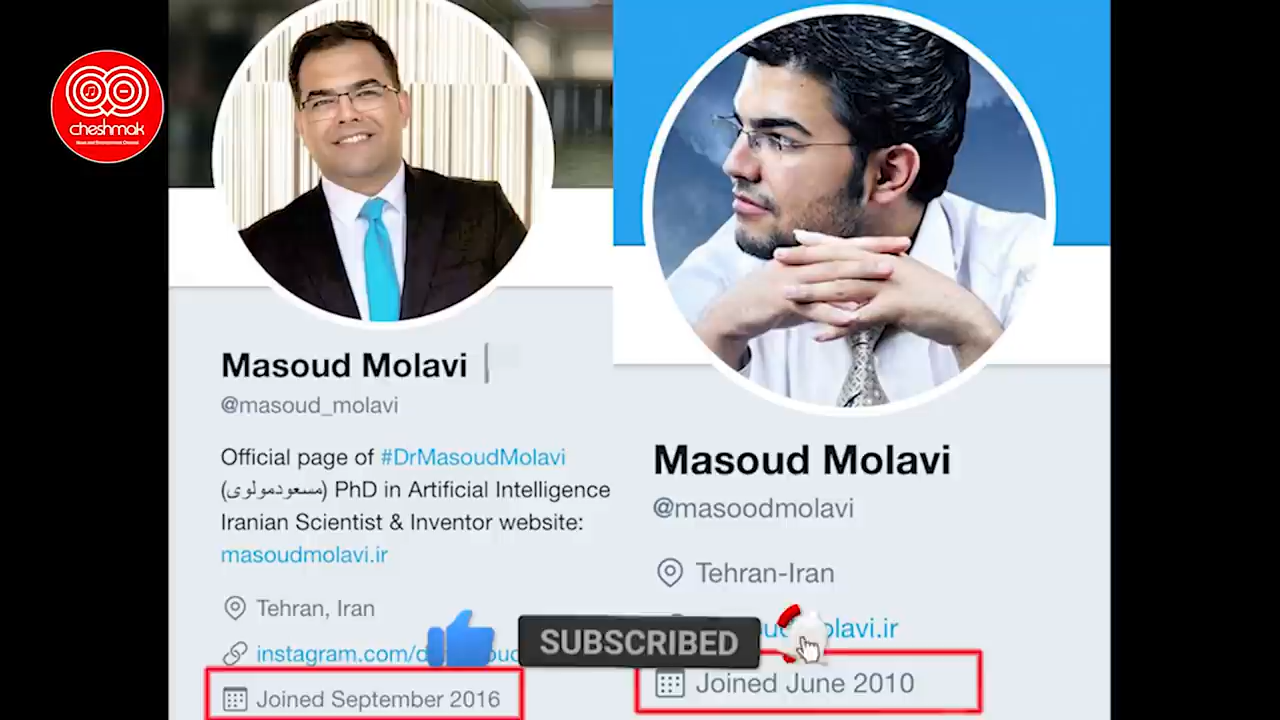 cheshmak
Masoud Molavi
@masoud_molavi
Official page of #DrMasoudMolavi
(مسعودمولوی) PhD in Artificial Intelligence
Iranian Scientist & Inventor website:
masoudmolavi.ir
Tehran, Iran
instagram.com/d
Joined September 2016
Masoud Molavi
@masoodmolavi
Tehran-Iran
olavi.ir
Joined June 2010
SUBSCRIBED